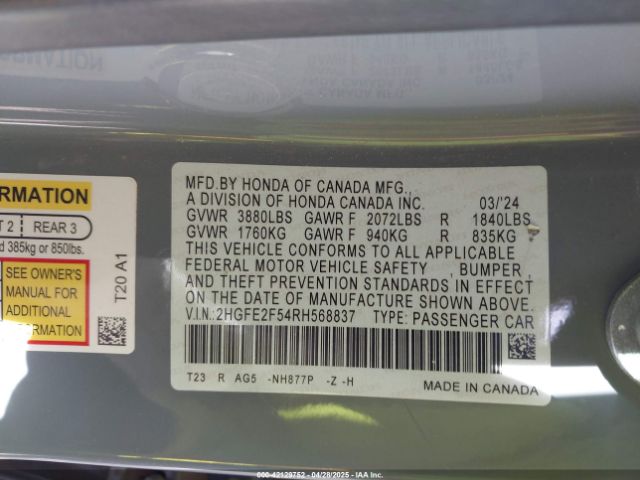 ORMATION
T 2 | REAR 3
d 385kg or 850lbs.
SEE OWNER'S
MANUAL FOR
ADDITIONAL
FORMATION
T20 A1
MFD.BY HONDA OF CANADA MFG.,
A DIVISION OF HONDA CANADA INC. 03/'24
GVWR 3880LBS GAWR F 2072LBS R 1840LBS
GVWR 1760KG GAWR F 940KG R 835KG
THIS VEHICLE CONFORMS TO ALL APPLICABLE
FEDERAL MOTOR VEHICLE SAFETY , BUMPER ,
AND THEFT PREVENTION STANDARDS IN EFFECT
ON THE DATE OF MANUFACTURE SHOWN ABOVE.
V.I.N.: 2HGFE2F54RH568837 TYPE: PASSENGER CAR
T23 R AG5 -NH877P -Z -H
MADE IN CANADA
000-42129752 - 04/28/2025 - IAA Inc.